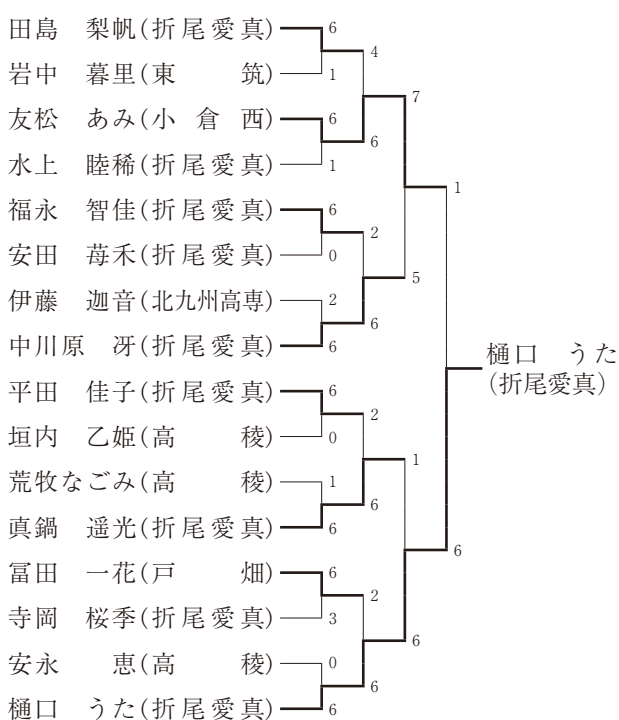 田島 梨帆(折尾愛真) 6
4
岩中 暮里(東 筑) 1
7
友松 あみ(小倉西) 6
6
水上 睦稀(折尾愛真) 1
1
福永 智佳(折尾愛真) 6
2
安田 苺禾(折尾愛真) 0
5
伊藤 迦音(北九州高専) 2
6
中川原 冴(折尾愛真) 6
樋口 うた
(折尾愛真)
平田 佳子(折尾愛真) 6
2
垣内 乙姫(高 稜) 0
1
荒牧なごみ(高 稜) 1
6
真鍋 遥光(折尾愛真) 6
6
冨田 一花(戸 畑) 6
2
寺岡 桜季(折尾愛真) 3
6
安永 恵(高 稜) 0
6
樋口 うた(折尾愛真) 6